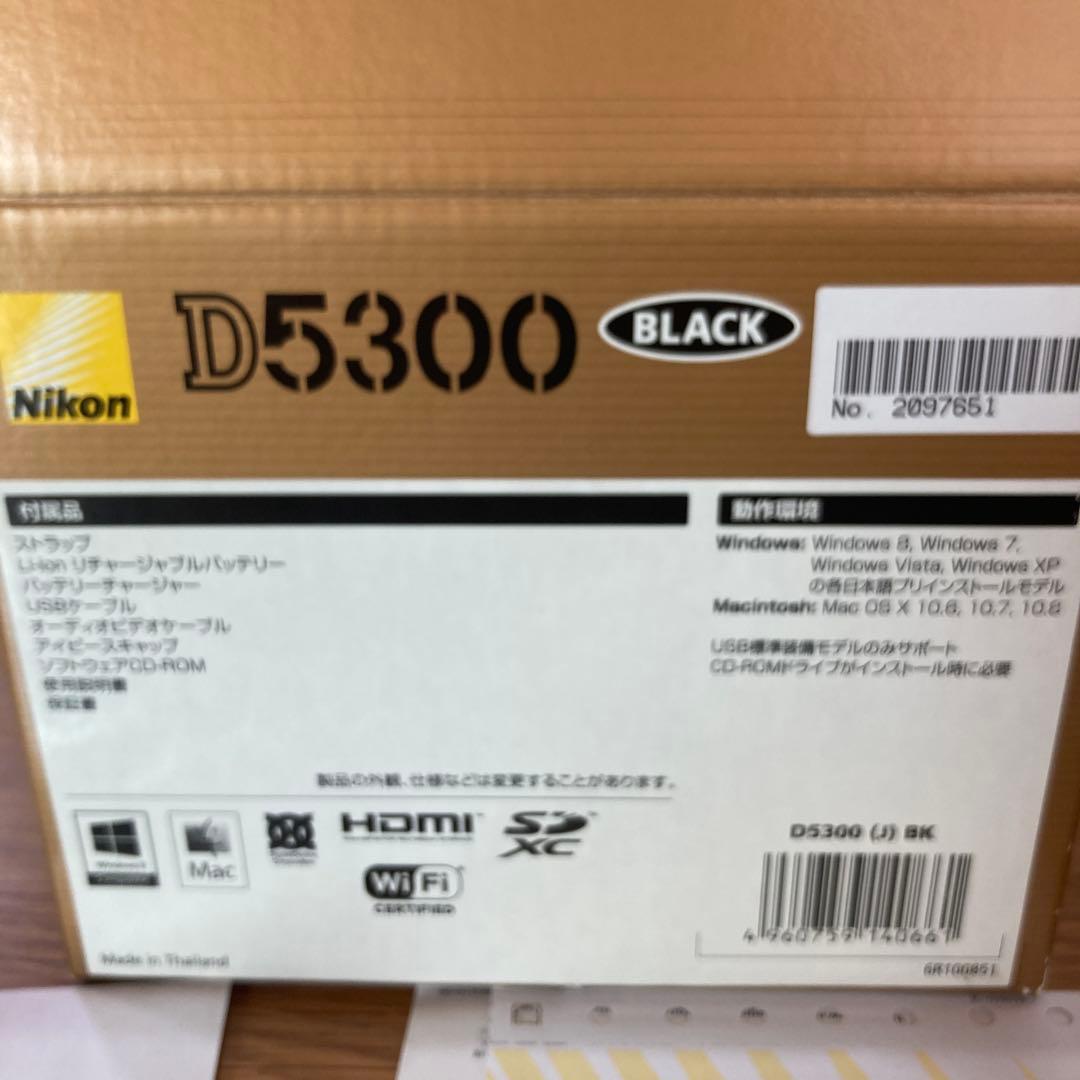 Nikon
D5300
BLACK
No. 2097651
付属品
ストラップ
Li-ion リチャージャブルバッテリー
バッテリーチャージャー
USBケーブル
オーディオビデオケーブル
アイピースキャップ
ソフトウェアCD-ROM
使用説明書
保証書
動作環境
Windows: Windows 8, Windows 7,
Windows Vista, Windows XP
の各日本語プリインストールモデル
Macintosh: Mac OS X 10.6, 10.7, 10.8
USB標準装備モデルのみサポート
CD-ROMドライブがインストール時に必要
製品の外観、仕様などは変更することがあります。
Mac
HDMI
SD
XC
Wi Fi
CERTIFIED
D5300 (J) BK
4 960759 140661
Made in Thailand
6R100851